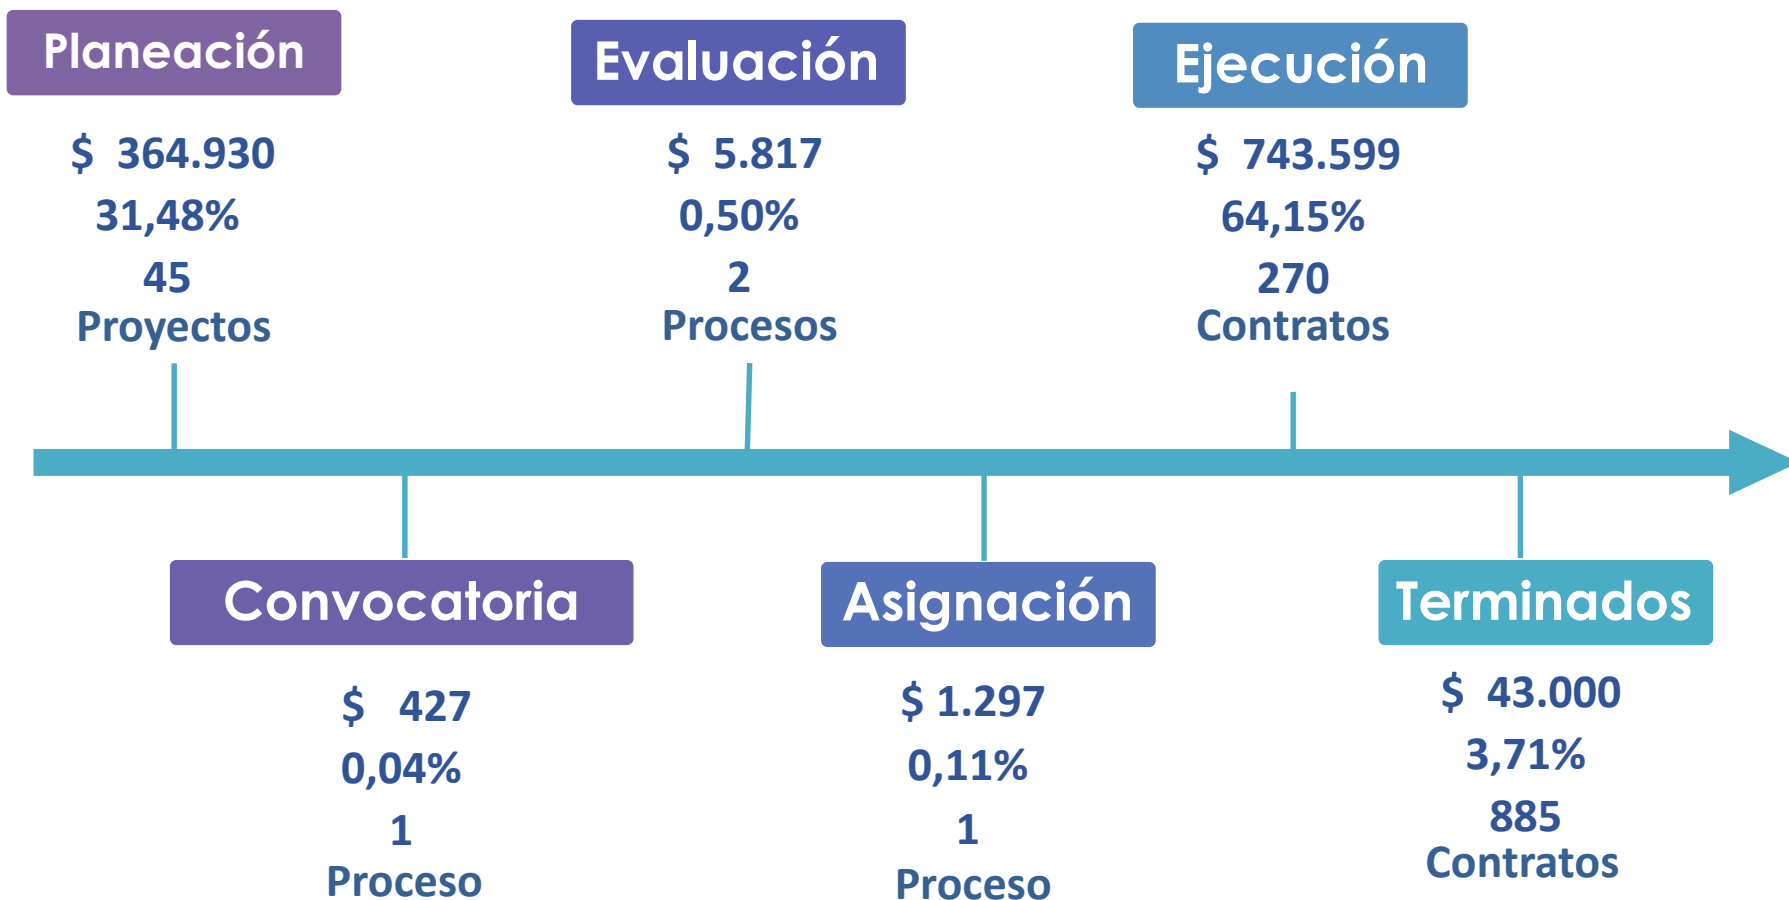 Planeación
$ 364.930
31,48%
45
Proyectos
Evaluación
$ 5.817
0,50%
2
Procesos
Ejecución
$ 743.599
64,15%
270
Contratos
Convocatoria
$ 427
0,04%
1
Proceso
Asignación
$ 1.297
0,11%
1
Proceso
Terminados
$ 43.000
3,71%
885
Contratos